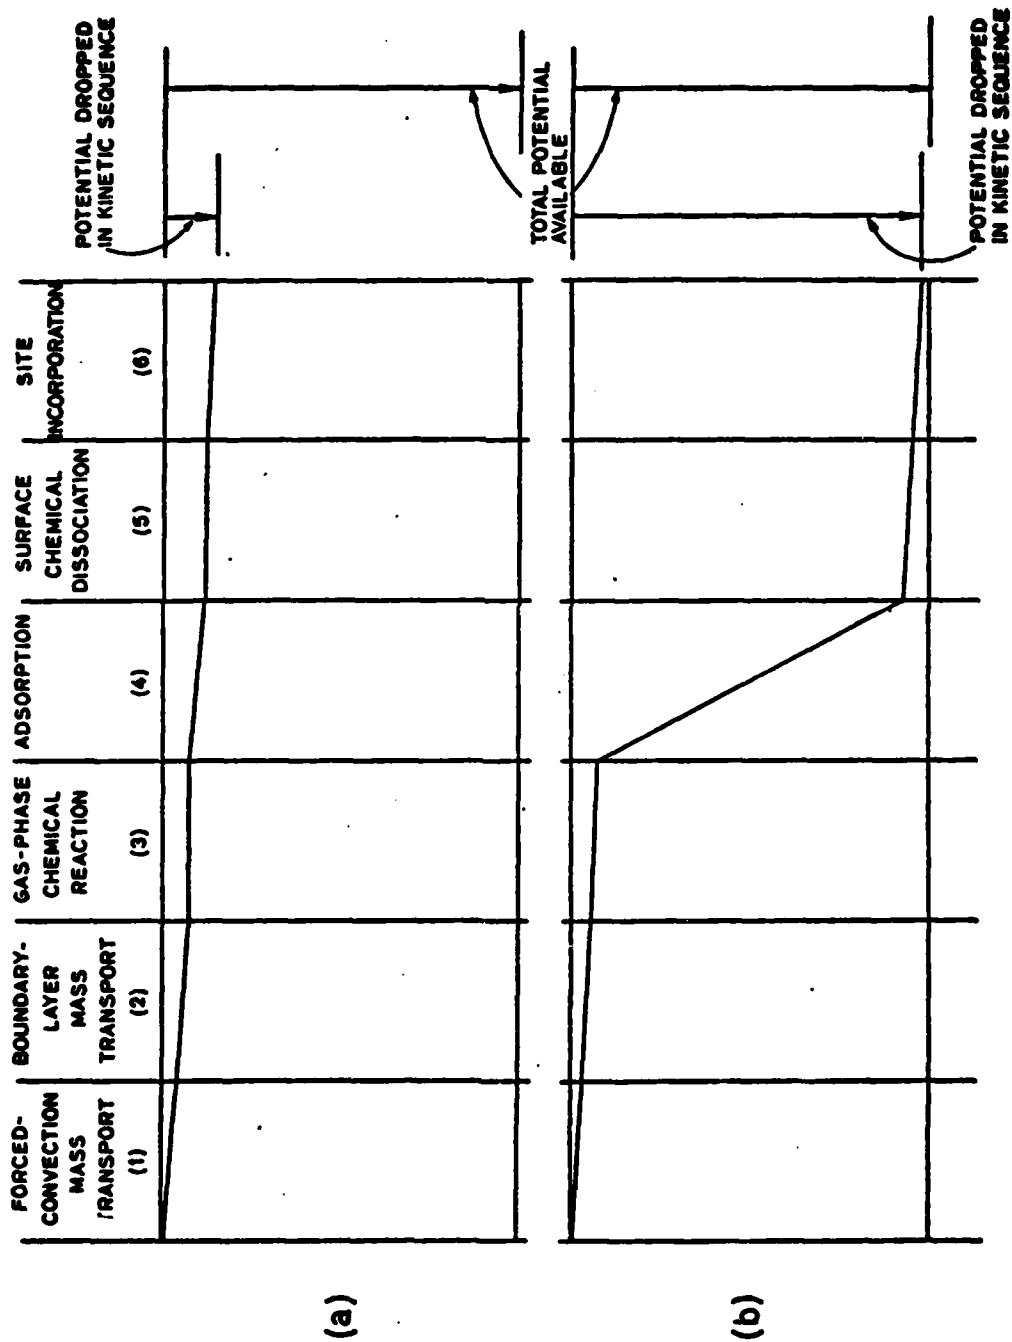 FORCED-
CONVECTION
MASS
TRANSPORT
(1)
BOUNDARY-
LAYER
MASS
TRANSPORT
(2)
GAS-PHASE
CHEMICAL
REACTION
(3)
ADSORPTION
(4)
SURFACE
CHEMICAL
DISSOCIATION
(5)
SITE
INCORPORATION
(6)
POTENTIAL DROPPED
IN KINETIC SEQUENCE
(a)
TOTAL POTENTIAL
AVAILABLE
(b)
POTENTIAL DROPPED
IN KINETIC SEQUENCE